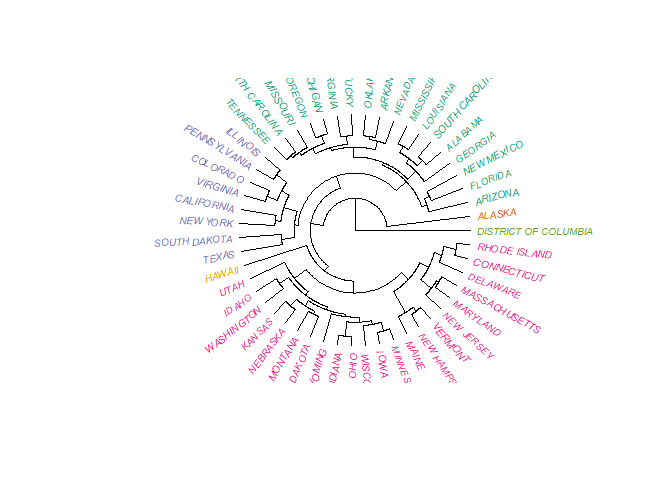 RTH CAROLINA
MISSOURI
OREGON
CHIGAN
RGINIA
UCKY
OKLAH
ARKAN
NEVADA
MISSISSIP
LOUISIANA
SOUTH CAROLIN
ALABAMA
GEORGIA
NEW MEXICO
FLORIDA
ARIZONA
ALASKA
DISTRICT OF COLUMBIA
RHODE ISLAND
CONNECTICUT
DELAWARE
MASSACHUSETTS
MARYLAND
NEW JERSEY
VERMONT
NEW HAMPS
MAINE
MINNES
IOWA
WISCO
OHIO
NDIANA
YOMING
DAKOTA
MONTANA
NEBRASKA
KANSAS
WASHINGTON
IDAHO
UTAH
HAWAII
TEXAS
SOUTH DAKOTA
NEW YORK
CALIFORNIA
VIRGINIA
COLORADO
PENNSYLVANIA
ILLINOIS
TENNESSEE